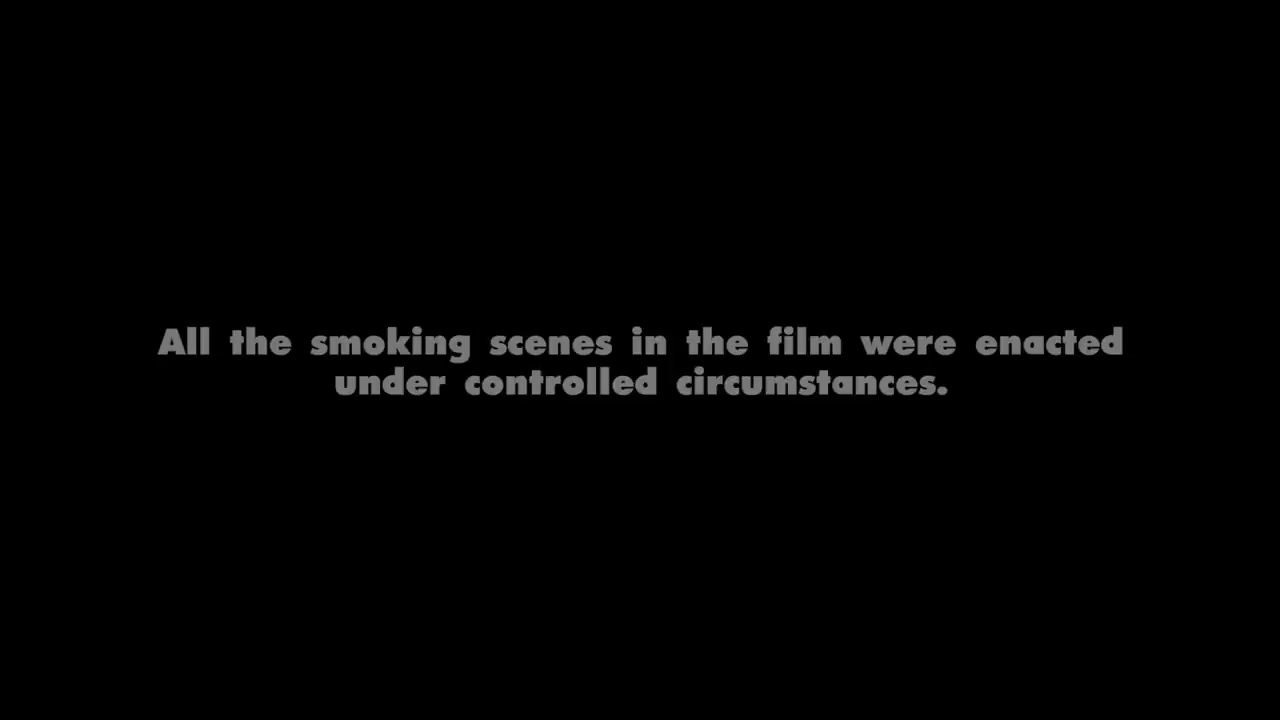 All the smoking scenes in the film were enacted
under controlled circumstances.